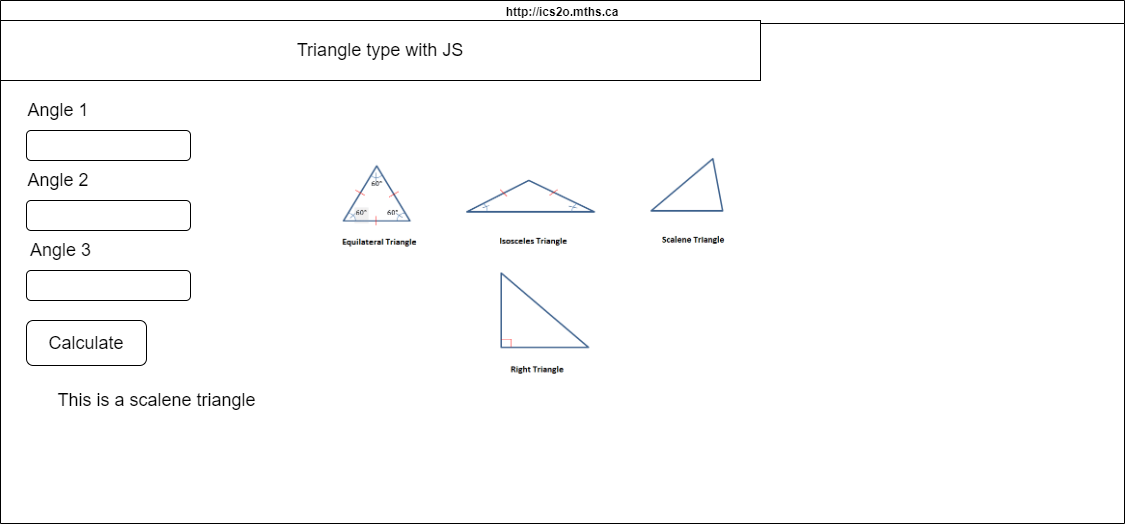 http://ics2o.mths.ca
Triangle type with JS
Angle 1
Angle 2
Angle 3
Calculate
This is a scalene triangle
60°
60° 60°
Equilateral Triangle
Isosceles Triangle
Scalene Triangle
Right Triangle